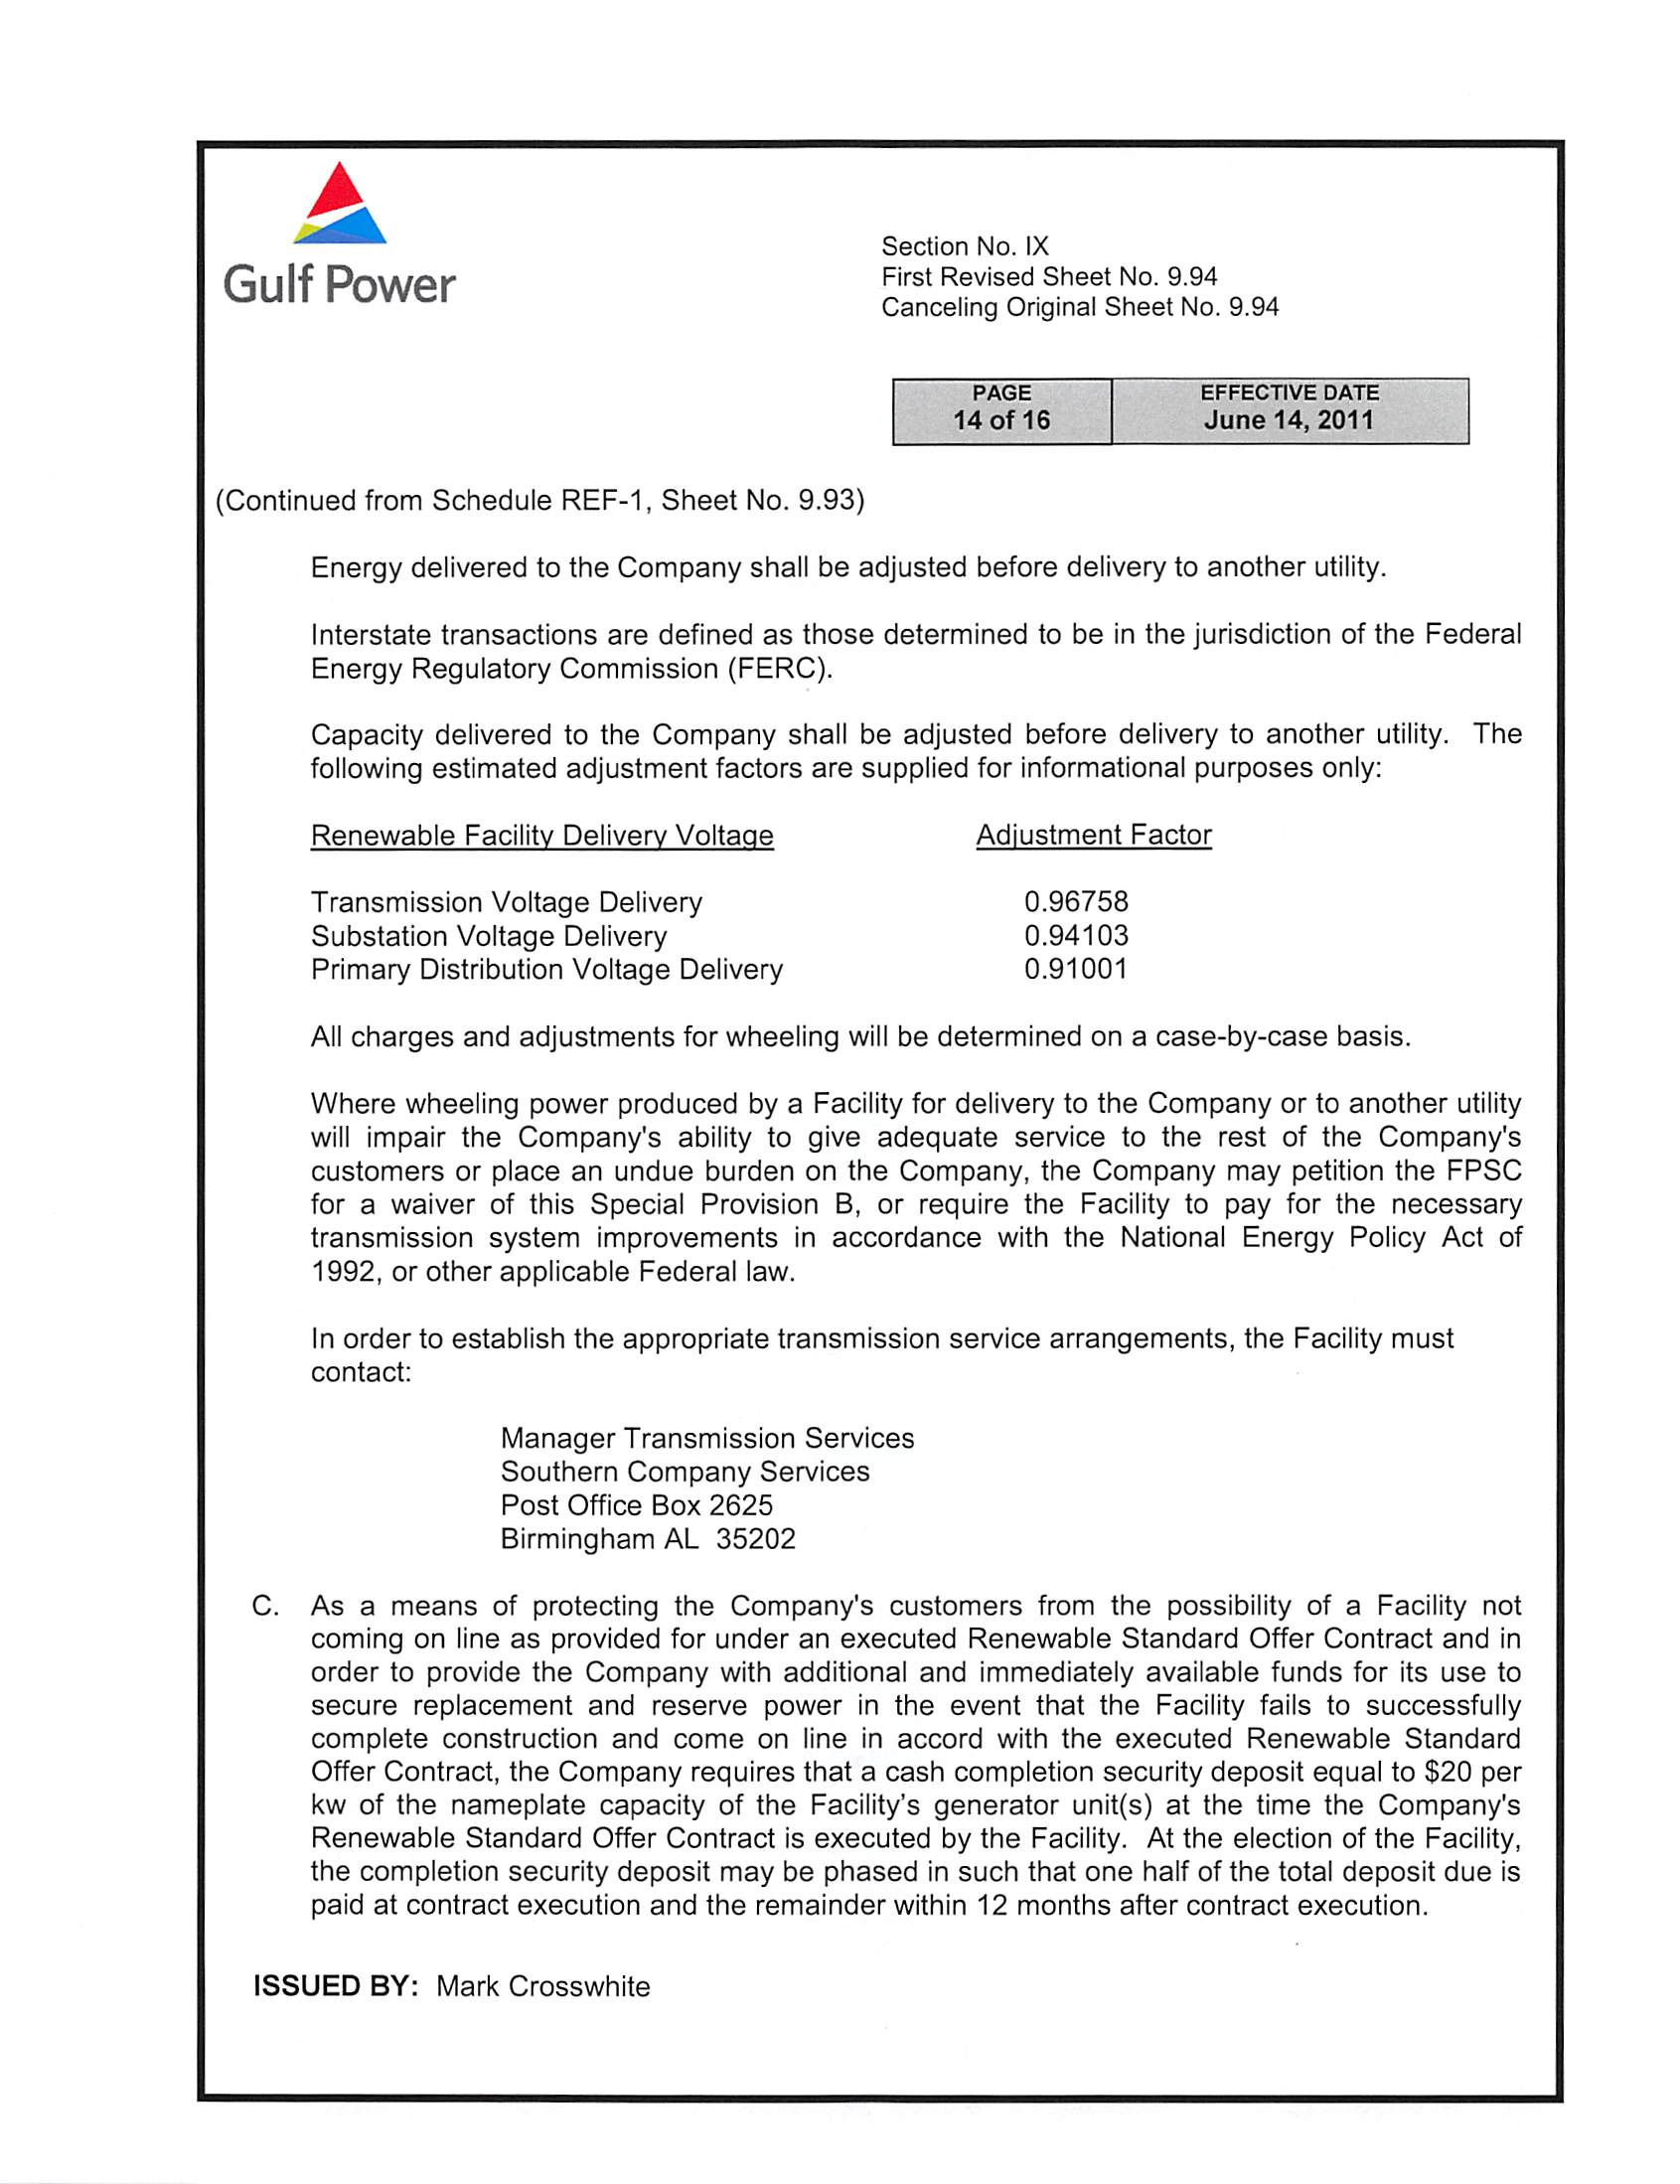 Gulf Power
Section No. IX
First Revised Sheet No. 9.94
Canceling Original Sheet No. 9.94
PAGE
14 of 16
EFFECTIVE DATE
June 14, 2011
(Continued from Schedule REF-1, Sheet No. 9.93)
Energy delivered to the Company shall be adjusted before delivery to another utility.
Interstate transactions are defined as those determined to be in the jurisdiction of the Federal
Energy Regulatory Commission (FERC).
Capacity delivered to the Company shall be adjusted before delivery to another utility. The
following estimated adjustment factors are supplied for informational purposes only:
Renewable Facility Delivery Voltage Adjustment Factor
Transmission Voltage Delivery 0.96758
Substation Voltage Delivery 0.94103
Primary Distribution Voltage Delivery 0.91001
All charges and adjustments for wheeling will be determined on a case-by-case basis.
Where wheeling power produced by a Facility for delivery to the Company or to another utility
will impair the Company's ability to give adequate service to the rest of the Company's
customers or place an undue burden on the Company, the Company may petition the FPSC
for a waiver of this Special Provision B, or require the Facility to pay for the necessary
transmission system improvements in accordance with the National Energy Policy Act of
1992, or other applicable Federal law.
In order to establish the appropriate transmission service arrangements, the Facility must
contact:
Manager Transmission Services
Southern Company Services
Post Office Box 2625
Birmingham AL 35202
C. As a means of protecting the Company's customers from the possibility of a Facility not
coming on line as provided for under an executed Renewable Standard Offer Contract and in
order to provide the Company with additional and immediately available funds for its use to
secure replacement and reserve power in the event that the Facility fails to successfully
complete construction and come on line in accord with the executed Renewable Standard
Offer Contract, the Company requires that a cash completion security deposit equal to $20 per
kw of the nameplate capacity of the Facility's generator unit(s) at the time the Company's
Renewable Standard Offer Contract is executed by the Facility. At the election of the Facility,
the completion security deposit may be phased in such that one half of the total deposit due is
paid at contract execution and the remainder within 12 months after contract execution.
ISSUED BY: Mark Crosswhite